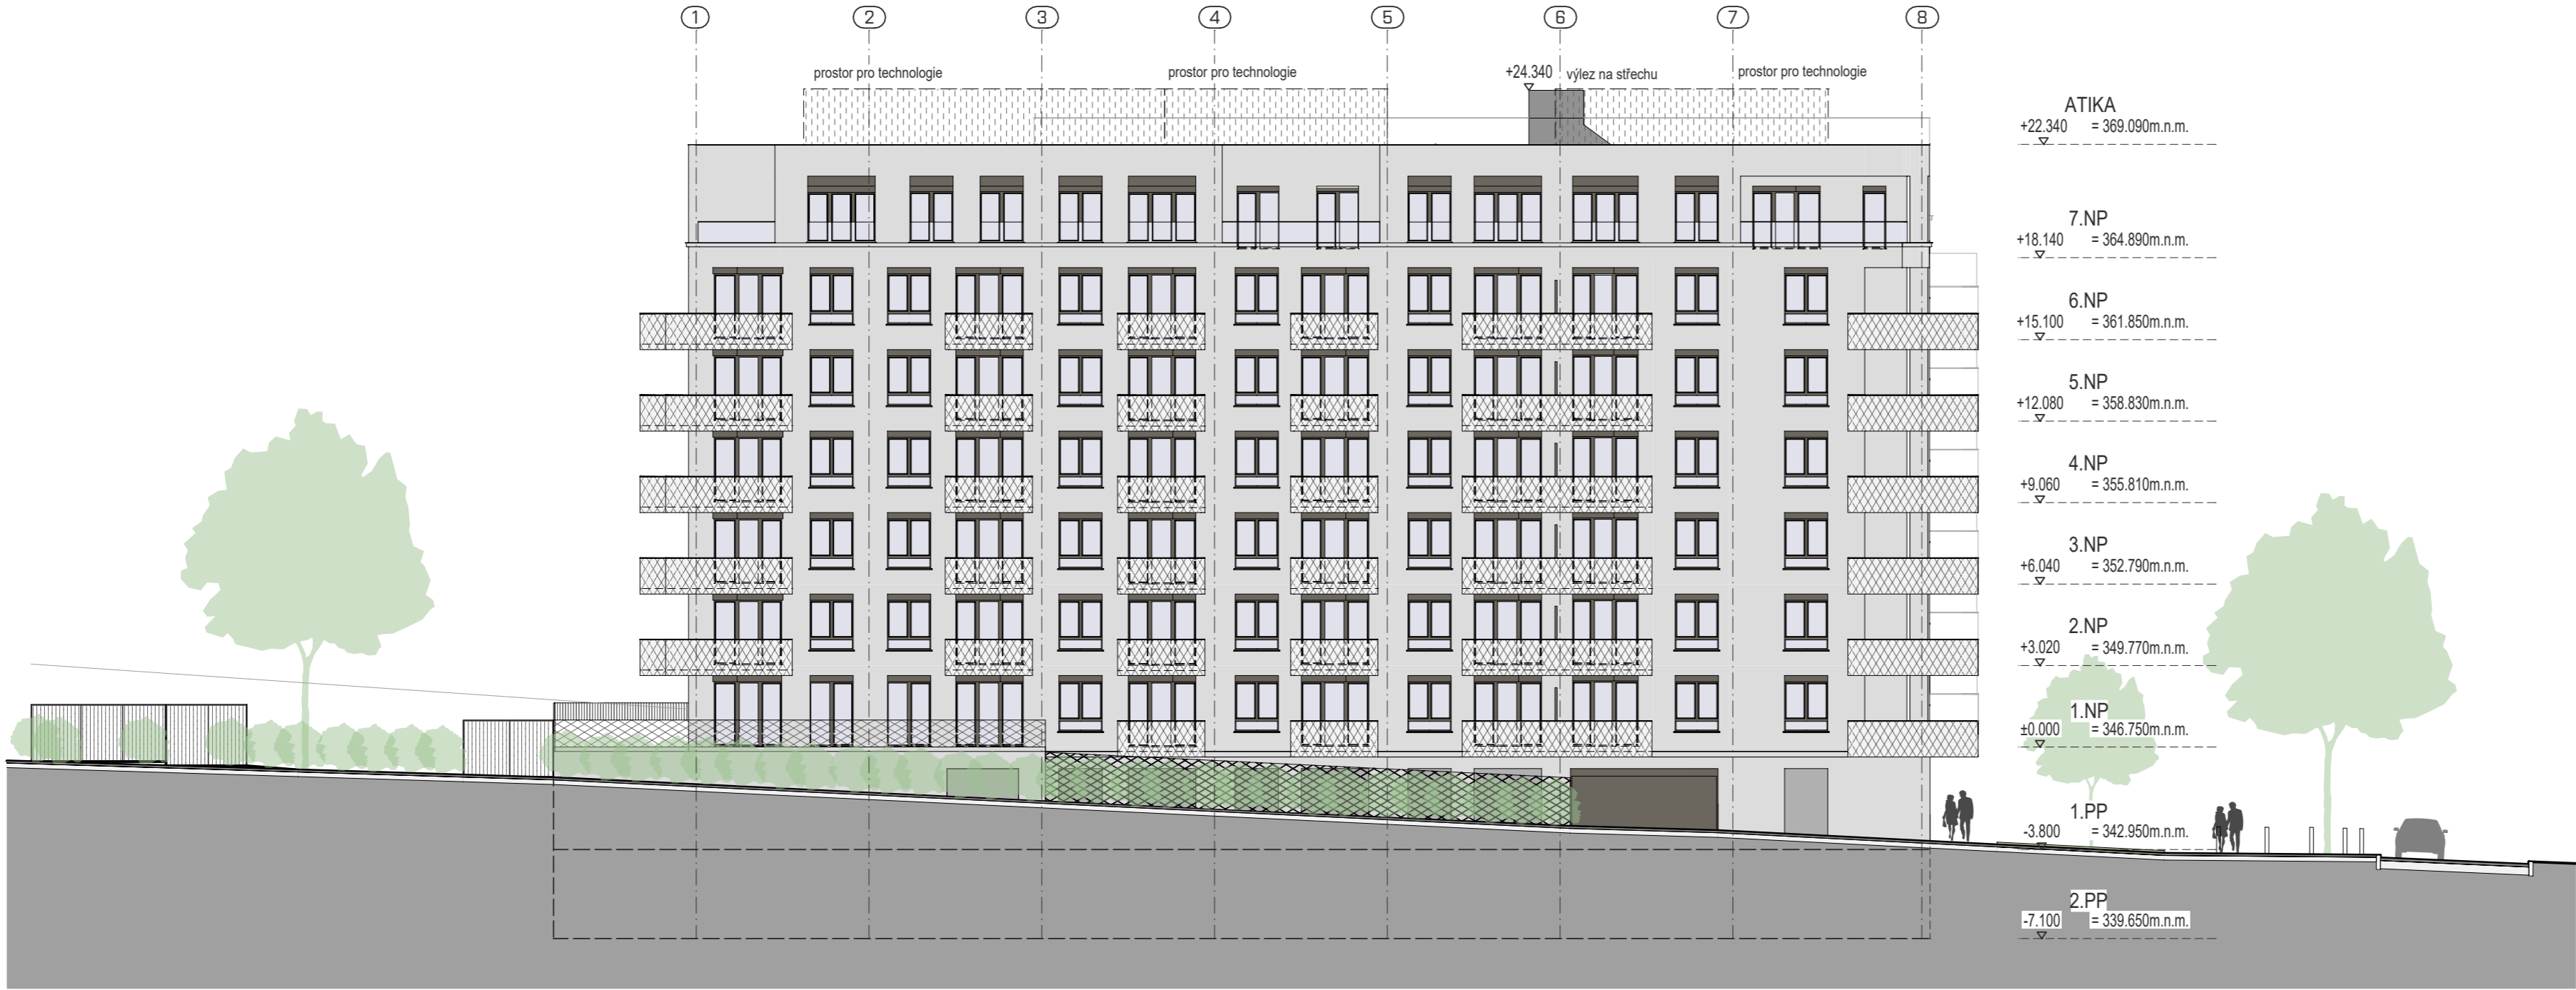 1 2 3 4 5 6 7 8
prostor pro technologie
prostor pro technologie
+24.340 výlez na střechu
prostor pro technologie
ATIKA
+22.340 = 369.090m.n.m.
7.NP
+18.140 = 364.890m.n.m.
6.NP
+15.100 = 361.850m.n.m.
5.NP
+12.080 = 358.830m.n.m.
4.NP
+9.060 = 355.810m.n.m.
3.NP
+6.040 = 352.790m.n.m.
2.NP
+3.020 = 349.770m.n.m.
1.NP
±0.000 = 346.750m.n.m.
1.PP
-3.800 = 342.950m.n.m.
2.PP
-7.100 = 339.650m.n.m.